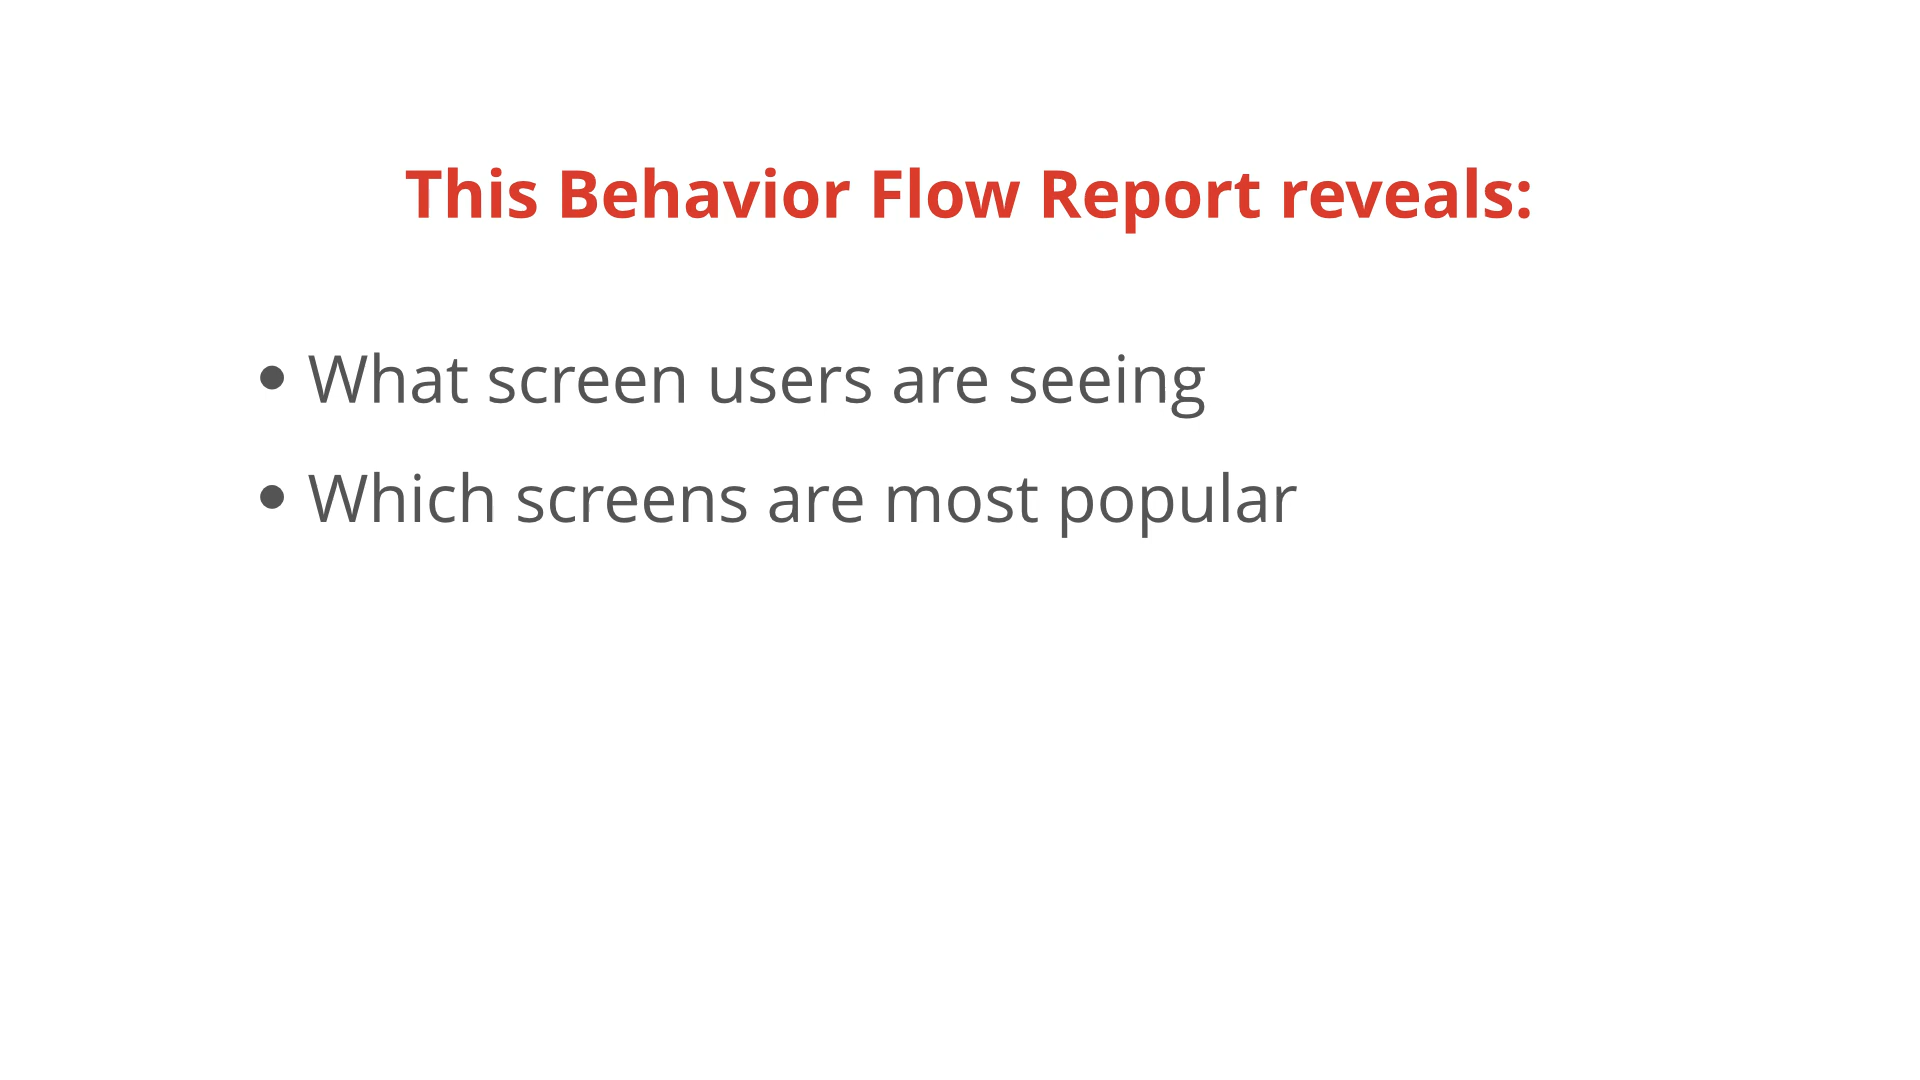 This Behavior Flow Report reveals:
• What screen users are seeing
• Which screens are most popular